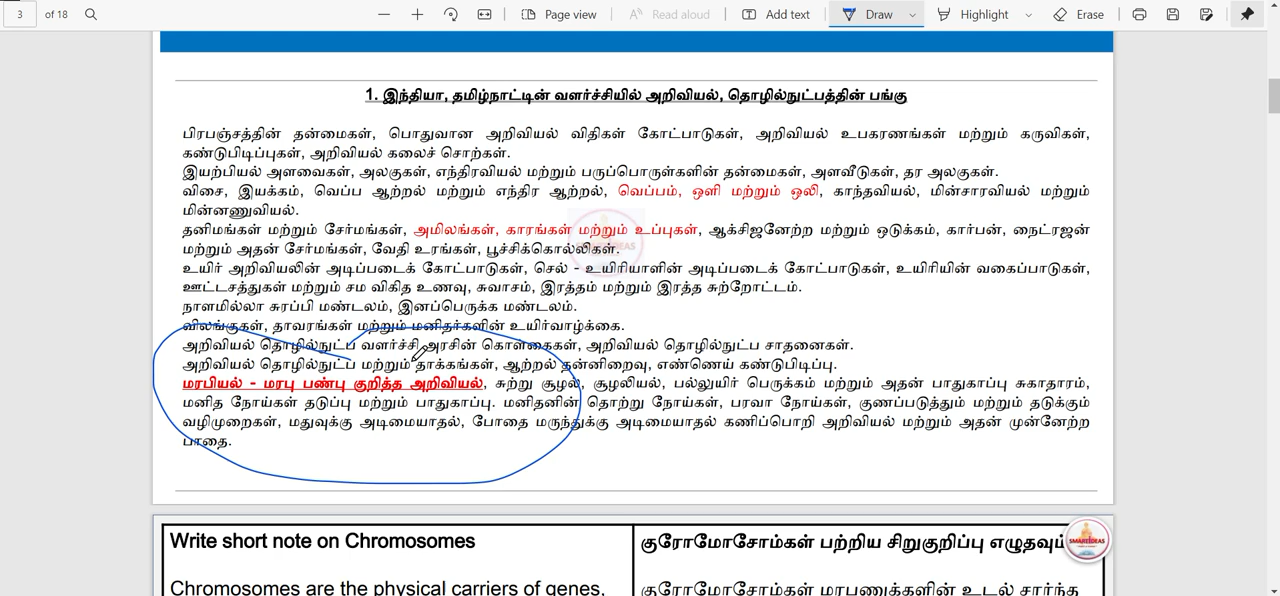 3 of 18 Page view Read aloud Add text Draw Highlight Erase
1. இந்தியா, தமிழ்நாட்டின் வளர்ச்சியில் அறிவியல், தொழில்நுட்பத்தின் பங்கு
பிரபஞ்சத்தின் தன்மைகள், பொதுவான அறிவியல் விதிகள் கோட்பாடுகள், அறிவியல் உபகரணங்கள் மற்றும் கருவிகள்,
கண்டுபிடிப்புகள், அறிவியல் கலைச் சொற்கள்.
இயற்பியல் அளவைகள், அலகுகள், எந்திரவியல் மற்றும் பருப்பொருள்களின் தன்மைகள், அளவீடுகள், தர அலகுகள்.
விசை, இயக்கம், வெப்ப ஆற்றல் மற்றும் எந்திர ஆற்றல், வெப்பம், ஒளி மற்றும் ஒலி, காந்தவியல், மின்சாரவியல் மற்றும்
மின்னணுவியல்.
தனிமங்கள் மற்றும் சேர்மங்கள், அமிலங்கள், காரங்கள் மற்றும் உப்புகள், ஆக்சிஜனேற்ற மற்றும் ஒடுக்கம், கார்பன், நைட்ரஜன்
மற்றும் அதன் சேர்மங்கள், வேதி உரங்கள், பூச்சிக்கொல்லிகள்.
உயிர் அறிவியலின் அடிப்படைக் கோட்பாடுகள், செல் - உயிரியாளின் அடிப்படைக் கோட்பாடுகள், உயிரியின் வகைப்பாடுகள்,
ஊட்டசத்துகள் மற்றும் சம விகித உணவு, சுவாசம், இரத்தம் மற்றும் இரத்த சுற்றோட்டம்.
நாளமில்லா சுரப்பி மண்டலம், இனப்பெருக்க மண்டலம்.
விலங்குகள், தாவரங்கள் மற்றும் மனிதர்களின் உயிர்வாழ்க்கை.
அறிவியல் தொழில்நுட்ப வளர்ச்சி அரசின் கொள்கைகள், அறிவியல் தொழில்நுட்ப சாதனைகள்.
அறிவியல் தொழில்நுட்ப மற்றும் தாக்கங்கள், ஆற்றல் தன்னிறைவு, எண்ணெய் கண்டுபிடிப்பு.
மரபியல் - மரபு பண்பு குறித்த அறிவியல், சுற்று சூழல், சூழலியல், பல்லுயிர் பெருக்கம் மற்றும் அதன் பாதுகாப்பு சுகாதாரம்,
மனித நோய்கள் தடுப்பு மற்றும் பாதுகாப்பு. மனிதனின் தொற்று நோய்கள், பரவா நோய்கள், குணப்படுத்தும் மற்றும் தடுக்கும்
வழிமுறைகள், மதுவுக்கு அடிமையாதல், போதை மருந்துக்கு அடிமையாதல் கணிப்பொறி அறிவியல் மற்றும் அதன் முன்னேற்ற
பாதை.
Write short note on Chromosomes
Chromosomes are the physical carriers of genes,
குரோமோசோம்கள் பற்றிய சிறுகுறிப்பு எழுதவும்
குரோமோசோம்கள் மரபணுக்களின் உடல் சார்ந்த
SMART IDEAS